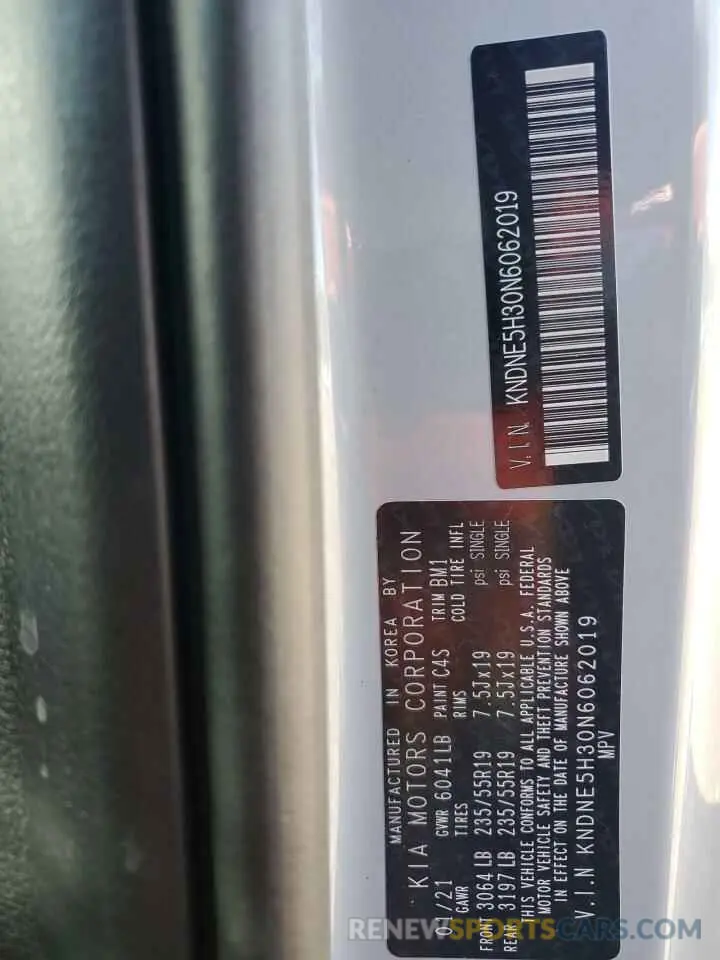 V.I.N. KNDNE5H30N6062019
MANUFACTURED IN KOREA BY
KIA MOTORS CORPORATION
GVWR 6041LB PAINT C4S TRIM BM1
GAWR TIRES RIMS COLD TIRE INFL
FRONT 3064 LB 235/55R19 7.5Jx19 psi SINGLE
REAR 3197 LB 235/55R19 7.5Jx19 psi SINGLE
THIS VEHICLE CONFORMS TO ALL APPLICABLE U.S.A. FEDERAL
MOTOR VEHICLE SAFETY AND THEFT PREVENTION STANDARDS
IN EFFECT ON THE DATE OF MANUFACTURE SHOWN ABOVE
V.I.N KNDNE5H30N6062019
MPV
RENEWSPORTSCARS.COM